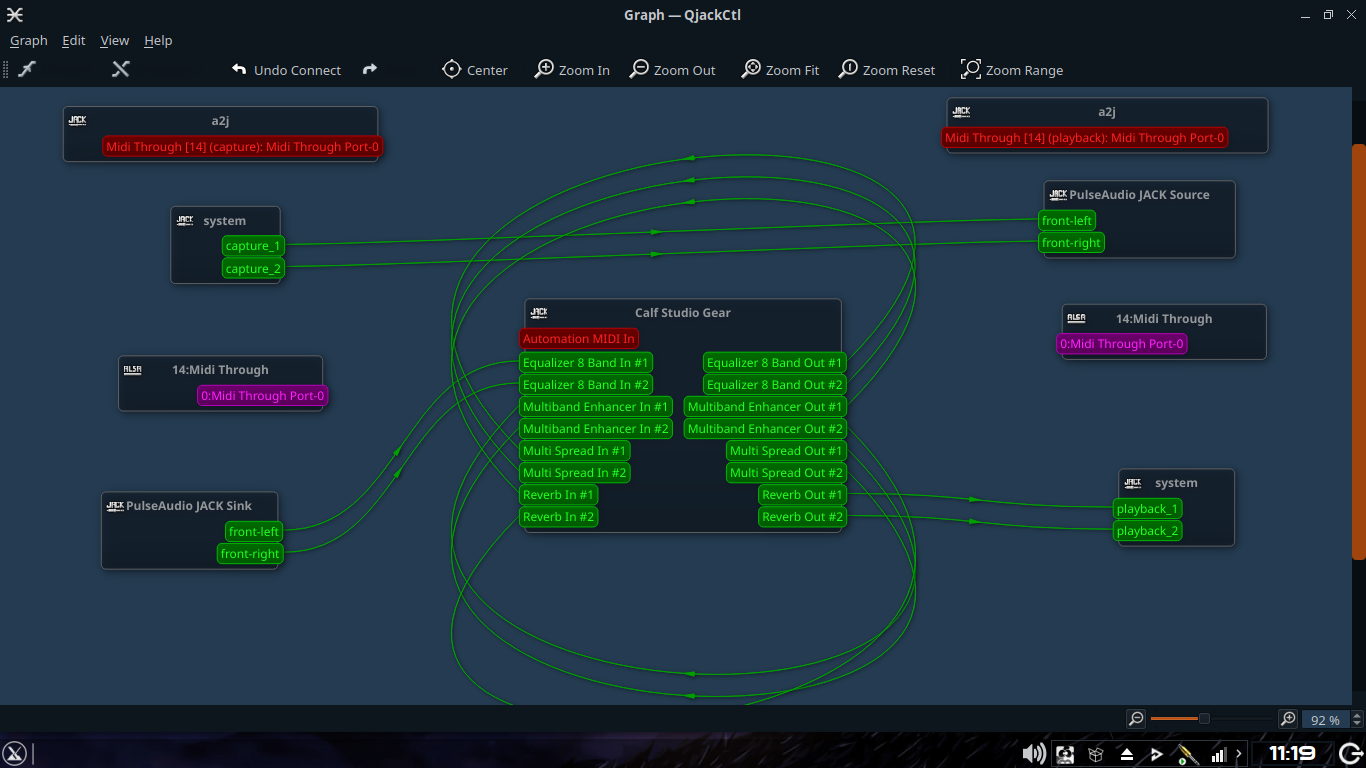 Graph — QjackCtl
Graph Edit View Help
Undo Connect Center Zoom In Zoom Out Zoom Fit Zoom Reset Zoom Range
JACK a2j
Midi Through [14] (capture): Midi Through Port-0
JACK a2j
Midi Through [14] (playback): Midi Through Port-0
JACK system
capture_1
capture_2
JACK PulseAudio JACK Source
front-left
front-right
JACK Calf Studio Gear
Automation MIDI In
Equalizer 8 Band In #1 Equalizer 8 Band Out #1
Equalizer 8 Band In #2 Equalizer 8 Band Out #2
Multiband Enhancer In #1 Multiband Enhancer Out #1
Multiband Enhancer In #2 Multiband Enhancer Out #2
Multi Spread In #1 Multi Spread Out #1
Multi Spread In #2 Multi Spread Out #2
Reverb In #1 Reverb Out #1
Reverb In #2 Reverb Out #2
ALSA 14:Midi Through
0:Midi Through Port-0
ALSA 14:Midi Through
0:Midi Through Port-0
JACK PulseAudio JACK Sink
front-left
front-right
JACK system
playback_1
playback_2
92 %
11:19